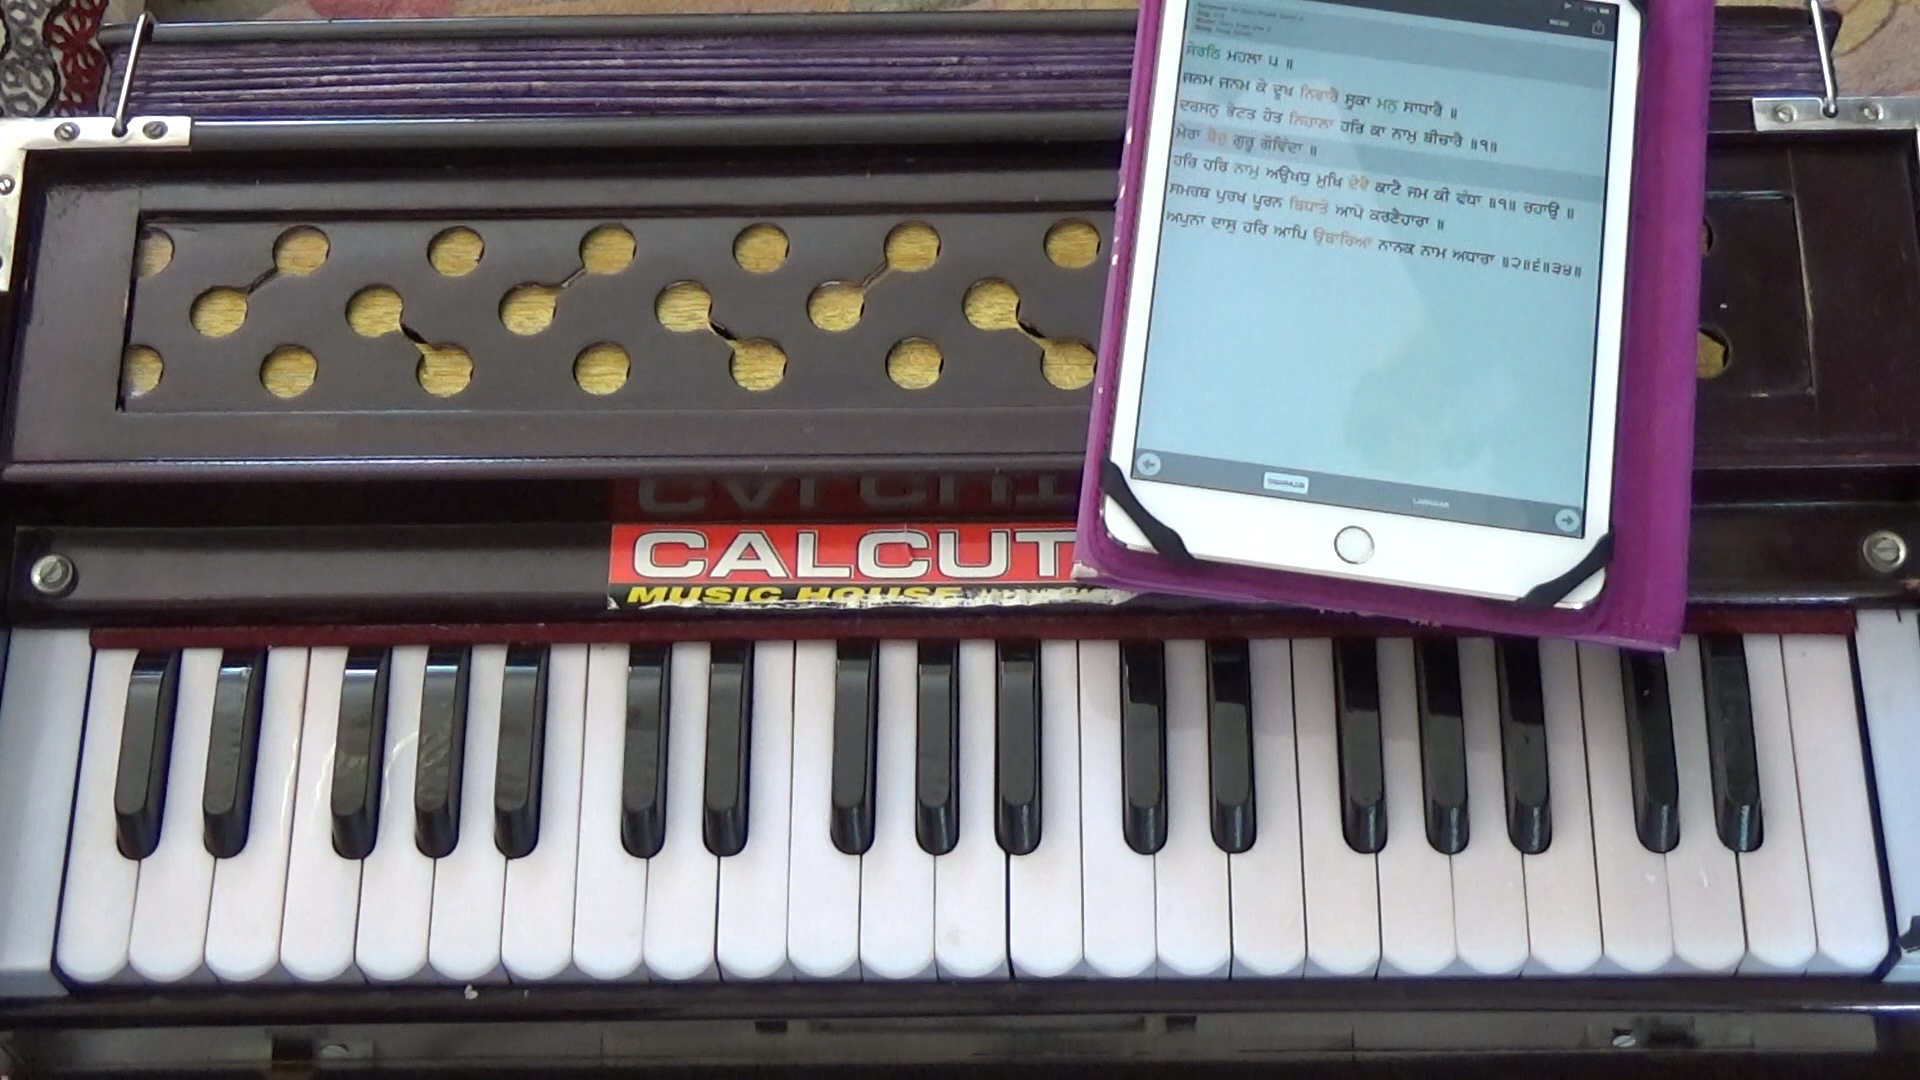 ਸੋਰਠਿ ਮਹਲਾ ੫ ॥
ਜਨਮ ਜਨਮ ਕੇ ਦੂਖ ਨਿਵਾਰੈ ਸੂਕਾ ਮਨੁ ਸਾਧਾਰੈ ॥
ਦਰਸਨੁ ਭੇਟਤ ਹੋਤ ਨਿਹਾਲਾ ਹਰਿ ਕਾ ਨਾਮੁ ਬੀਚਾਰੈ ॥੧॥
ਮੇਰਾ ਬੈਦੁ ਗੁਰੂ ਗੋਵਿੰਦਾ ॥
ਹਰਿ ਹਰਿ ਨਾਮੁ ਅਉਖਧੁ ਮੁਖਿ ਦੇਵੈ ਕਾਟੈ ਜਮ ਕੀ ਫੰਧਾ ॥੧॥ ਰਹਾਉ ॥
ਸਮਰਥ ਪੁਰਖ ਪੂਰਨ ਬਿਧਾਤੇ ਆਪੇ ਕਰਣੈਹਾਰਾ ॥
ਅਪੁਨਾ ਦਾਸੁ ਹਰਿ ਆਪਿ ਉਬਾਰਿਆ ਨਾਨਕ ਨਾਮ ਅਧਾਰਾ ॥੨॥੬॥੩੪॥
CALCUT
MUSIC HOUSE